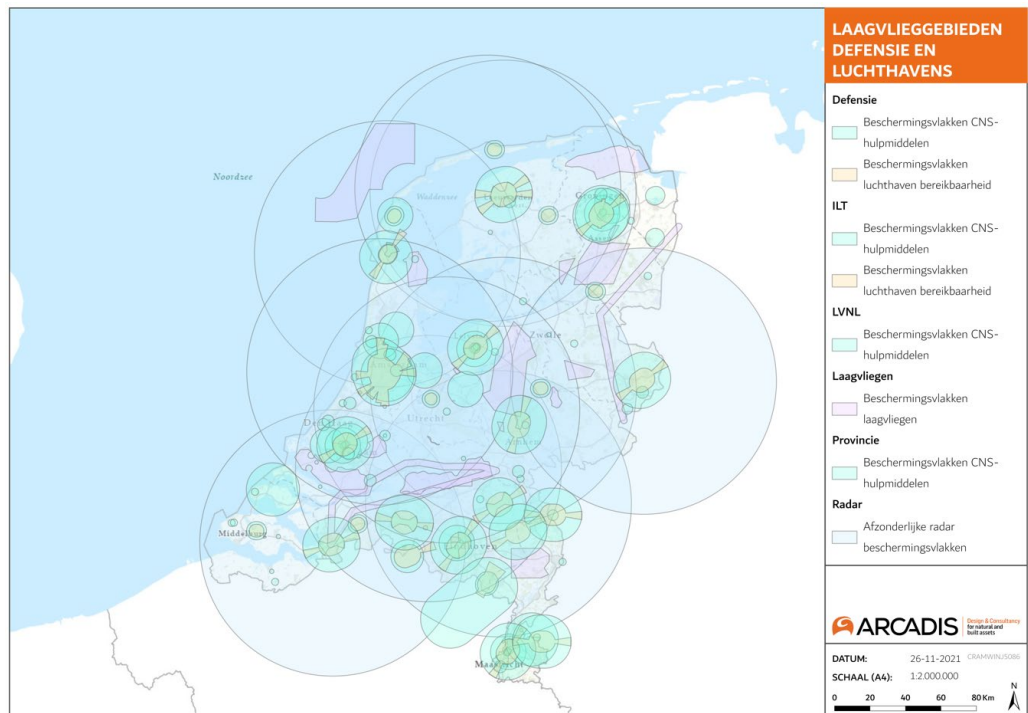 LAAGVLIEGGEBIEDEN
DEFENSIE EN
LUCHTHAVENS
Defensie
Beschermingsvlakken CNS-
hulpmiddelen
Beschermingsvlakken
luchthaven bereikbaarheid
ILT
Beschermingsvlakken CNS-
hulpmiddelen
Beschermingsvlakken
luchthaven bereikbaarheid
LVNL
Beschermingsvlakken CNS-
hulpmiddelen
Laagvliegen
Beschermingsvlakken
laagvliegen
Provincie
Beschermingsvlakken CNS-
hulpmiddelen
Radar
Afzonderlijke radar
beschermingsvlakken
ARCADIS
Design & Consultancy
for natural and
built assets
DATUM: 26-11-2021 CRAMWINJ5086
SCHAAL (A4): 1:2.000.000
N
0 20 40 60 80 Km
Noordzee
Waddenzee
Zwolle
Utrecht
Middelburg